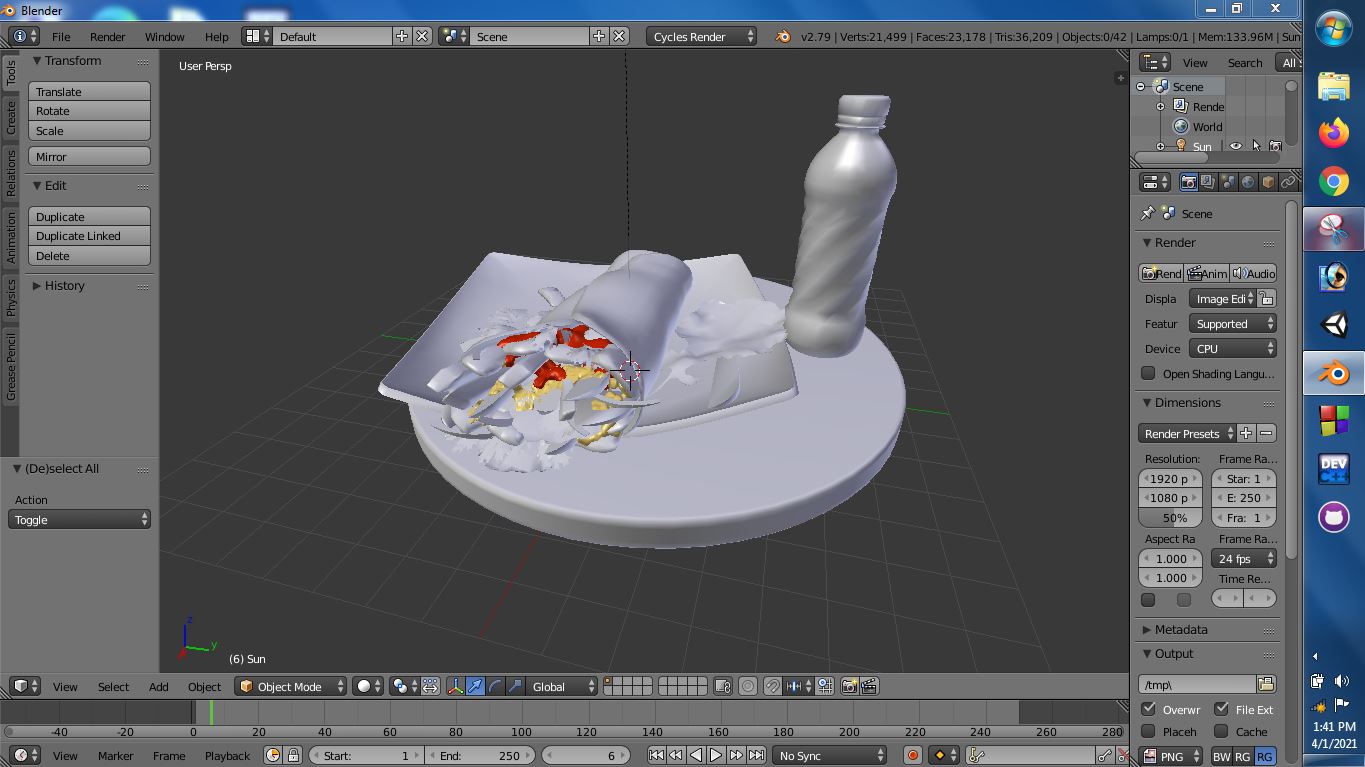 Blender
File Render Window Help Default Scene Cycles Render v2.79 | Verts:21,499 | Faces:23,178 | Tris:36,209 | Objects:0/42 | Lamps:0/1 | Mem:133.96M | Sun
Tools
Create
Relations
Animation
Physics
Grease Pencil
Transform
Translate
Rotate
Scale
Mirror
Edit
Duplicate
Duplicate Linked
Delete
History
(De)select All
Action
Toggle
User Persp
z
y
(6) Sun
View Select Add Object Object Mode Global
-40 -20 0 20 40 60 80 100 120 140 160 180 200 220 240 260 280
View Marker Frame Playback Start: 1 End: 250 6 No Sync
View Search All
Scene
Rende
World
Sun
Scene
Render
Rend Anim Audio
Displa Image Edi
Featur Supported
Device CPU
Open Shading Langu...
Dimensions
Render Presets
Resolution: Frame Ra...
1920 p Star: 1
1080 p E: 250
50% Fra: 1
Aspect Ra Frame Ra...
1.000 24 fps
1.000 Time Re...
Metadata
Output
/tmp\
Overwr File Ext
Placeh Cache
PNG BW RG RG
DEV
C++
1:41 PM
4/1/2021